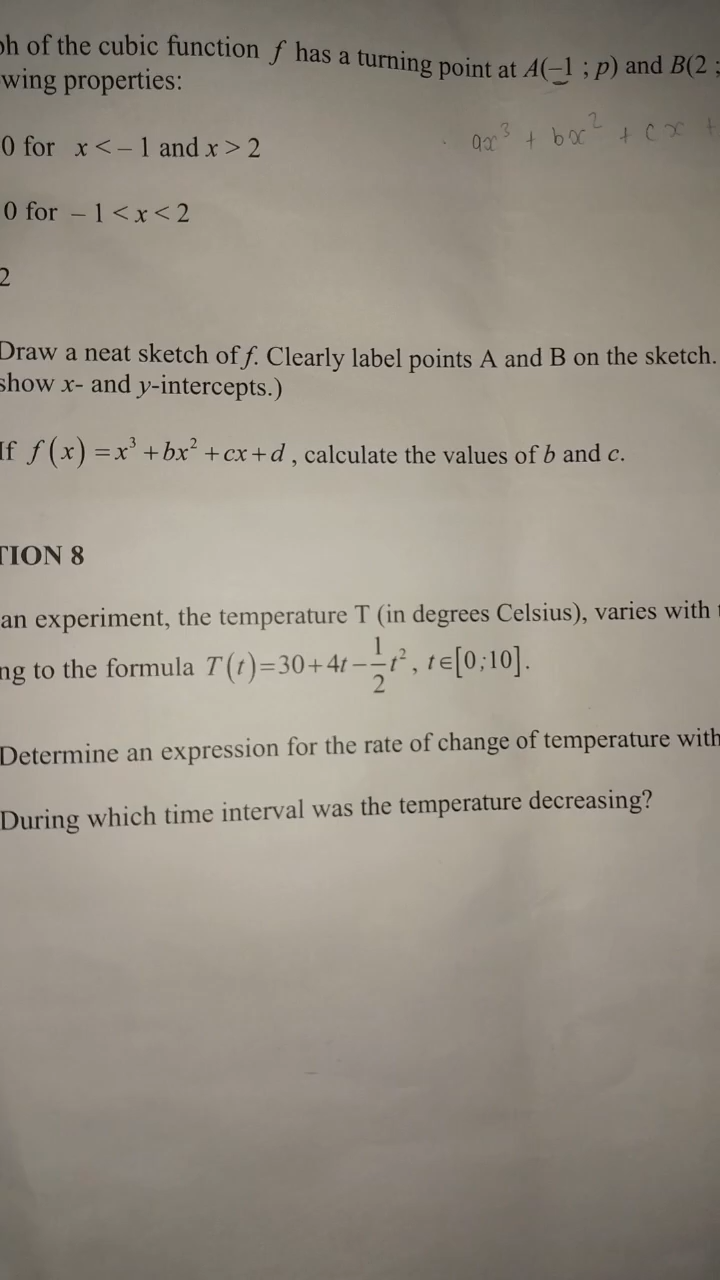 ph of the cubic function f has a turning point at A(–1 ; p) and B(2 ;
wing properties:
0 for x < – 1 and x > 2
ax³ + bx² + cx +
0 for – 1 < x < 2
2
Draw a neat sketch of f. Clearly label points A and B on the sketch.
show x- and y-intercepts.)
If f(x) = x³ + bx² + cx + d , calculate the values of b and c.
TION 8
an experiment, the temperature T (in degrees Celsius), varies with t
ng to the formula T(t)=30+4t–1/2t², t∈[0;10].
Determine an expression for the rate of change of temperature with
During which time interval was the temperature decreasing?